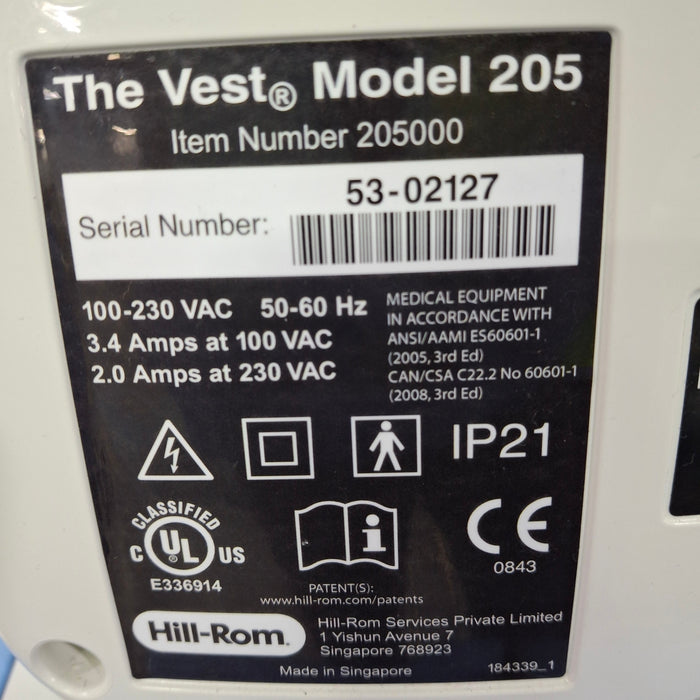 The Vest® Model 205
Item Number 205000
Serial Number: 53-02127
100-230 VAC 50-60 Hz
3.4 Amps at 100 VAC
2.0 Amps at 230 VAC
MEDICAL EQUIPMENT
IN ACCORDANCE WITH
ANSI/AAMI ES60601-1
(2005, 3rd Ed)
CAN/CSA C22.2 No 60601-1
(2008, 3rd Ed)
IP21
CLASSIFIED
C UL US
®
E336914
i
CE
0843
PATENT(S):
www.hill-rom.com/patents
Hill-Rom®
Hill-Rom Services Private Limited
1 Yishun Avenue 7
Singapore 768923
Made in Singapore
184339_1